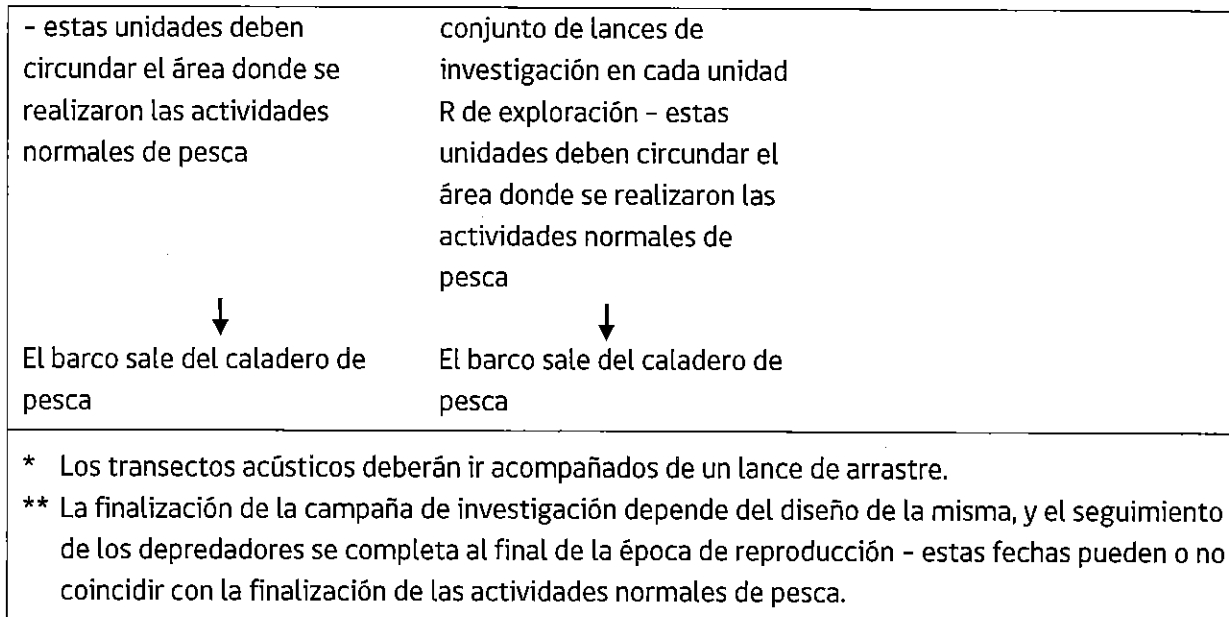 – estas unidades deben
circundar el área donde se
realizaron las actividades
normales de pesca
conjunto de lances de
investigación en cada unidad
R de exploración – estas
unidades deben circundar el
área donde se realizaron las
actividades normales de
pesca
El barco sale del caladero de
pesca
El barco sale del caladero de
pesca
* Los transectos acústicos deberán ir acompañados de un lance de arrastre.
** La finalización de la campaña de investigación depende del diseño de la misma, y el seguimiento
de los depredadores se completa al final de la época de reproducción – estas fechas pueden o no
coincidir con la finalización de las actividades normales de pesca.